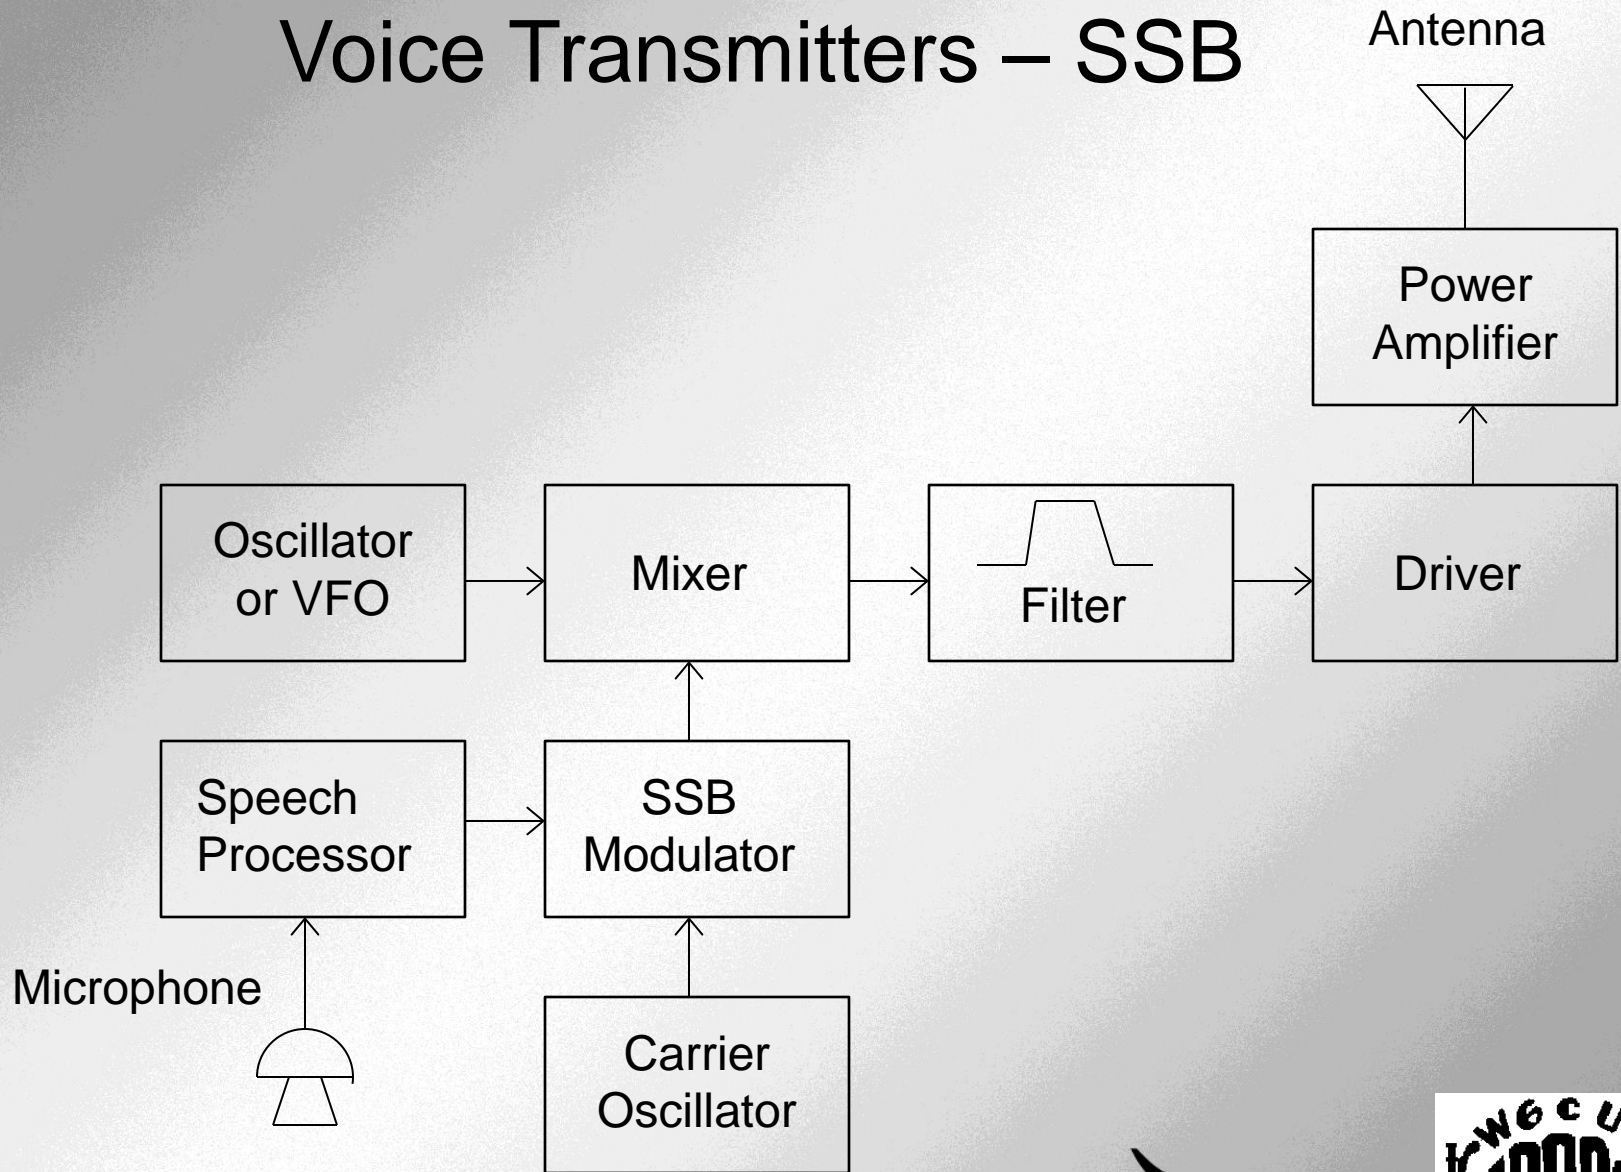 Voice Transmitters – SSB
Antenna
Power
Amplifier
Oscillator
or VFO
Mixer
Filter
Driver
Speech
Processor
SSB
Modulator
Microphone
Carrier
Oscillator
W6CU